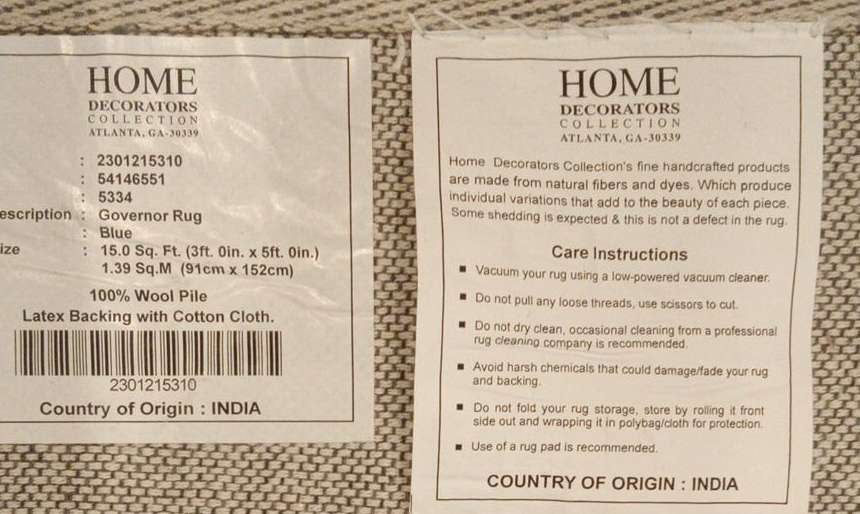 HOME
DECORATORS
COLLECTION
ATLANTA, GA-30339
: 2301215310
: 54146551
: 5334
escription : Governor Rug
: Blue
ize : 15.0 Sq. Ft. (3ft. 0in. x 5ft. 0in.)
1.39 Sq.M (91cm x 152cm)
100% Wool Pile
Latex Backing with Cotton Cloth.
2301215310
Country of Origin : INDIA
HOME
DECORATORS
COLLECTION
ATLANTA, GA-30339
Home Decorators Collection's fine handcrafted products
are made from natural fibers and dyes. Which produce
individual variations that add to the beauty of each piece.
Some shedding is expected & this is not a defect in the rug.
Care Instructions
▪ Vacuum your rug using a low-powered vacuum cleaner.
▪ Do not pull any loose threads, use scissors to cut.
▪ Do not dry clean, occasional cleaning from a professional
rug cleaning company is recommended.
▪ Avoid harsh chemicals that could damage/fade your rug
and backing.
▪ Do not fold your rug storage, store by rolling it front
side out and wrapping it in polybag/cloth for protection.
▪ Use of a rug pad is recommended.
COUNTRY OF ORIGIN : INDIA